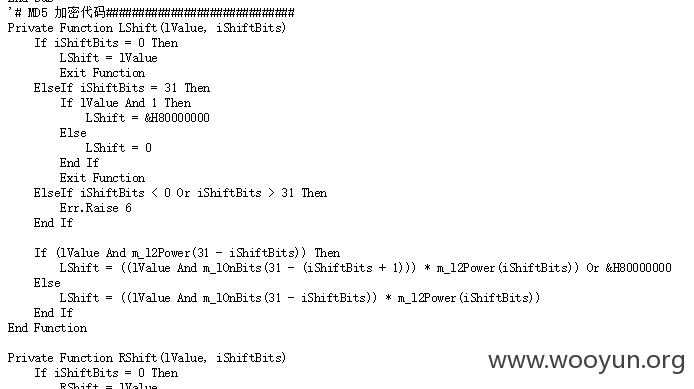 End Sub
'# MD5 加密代码#############################
Private Function LShift(lValue, iShiftBits)
    If iShiftBits = 0 Then
        LShift = lValue
        Exit Function
    ElseIf iShiftBits = 31 Then
        If lValue And 1 Then
            LShift = &H80000000
        Else
            LShift = 0
        End If
        Exit Function
    ElseIf iShiftBits < 0 Or iShiftBits > 31 Then
        Err.Raise 6
    End If

    If (lValue And m_l2Power(31 - iShiftBits)) Then
        LShift = ((lValue And m_lOnBits(31 - (iShiftBits + 1))) * m_l2Power(iShiftBits)) Or &H80000000
    Else
        LShift = ((lValue And m_lOnBits(31 - iShiftBits)) * m_l2Power(iShiftBits))
    End If
End Function

Private Function RShift(lValue, iShiftBits)
    If iShiftBits = 0 Then
        RShift = lValue
www.wooyun.org